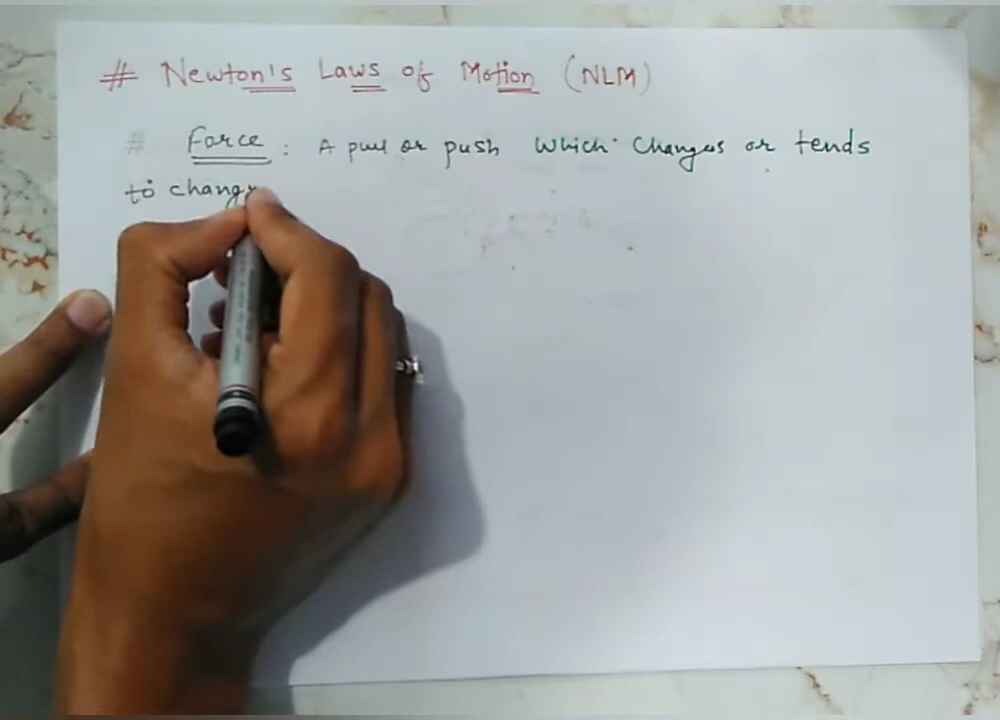 # Newton's Laws of Motion (NLM)
# Force : A pull or push which changes or tends
to chang